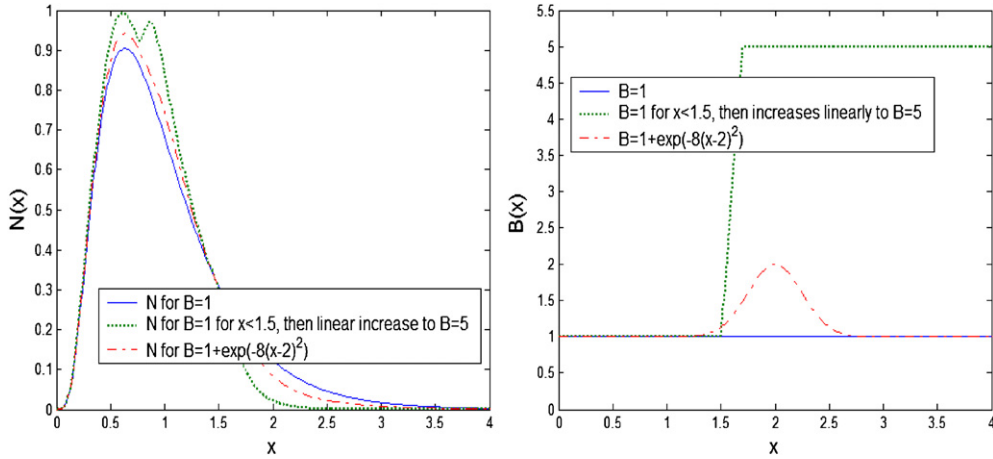 1
0.9
0.8
0.7
0.6
0.5
0.4
0.3
0.2
0.1
0
N(x)
N for B=1
N for B=1 for x<1.5, then linear increase to B=5
N for B=1+exp(-8(x-2)²)
0 0.5 1 1.5 2 2.5 3 3.5 4
x
5.5
5
4.5
4
3.5
3
2.5
2
1.5
1
0.5
0
B(x)
B=1
B=1 for x<1.5, then increases linearly to B=5
B=1+exp(-8(x-2)²)
0 0.5 1 1.5 2 2.5 3 3.5 4
x